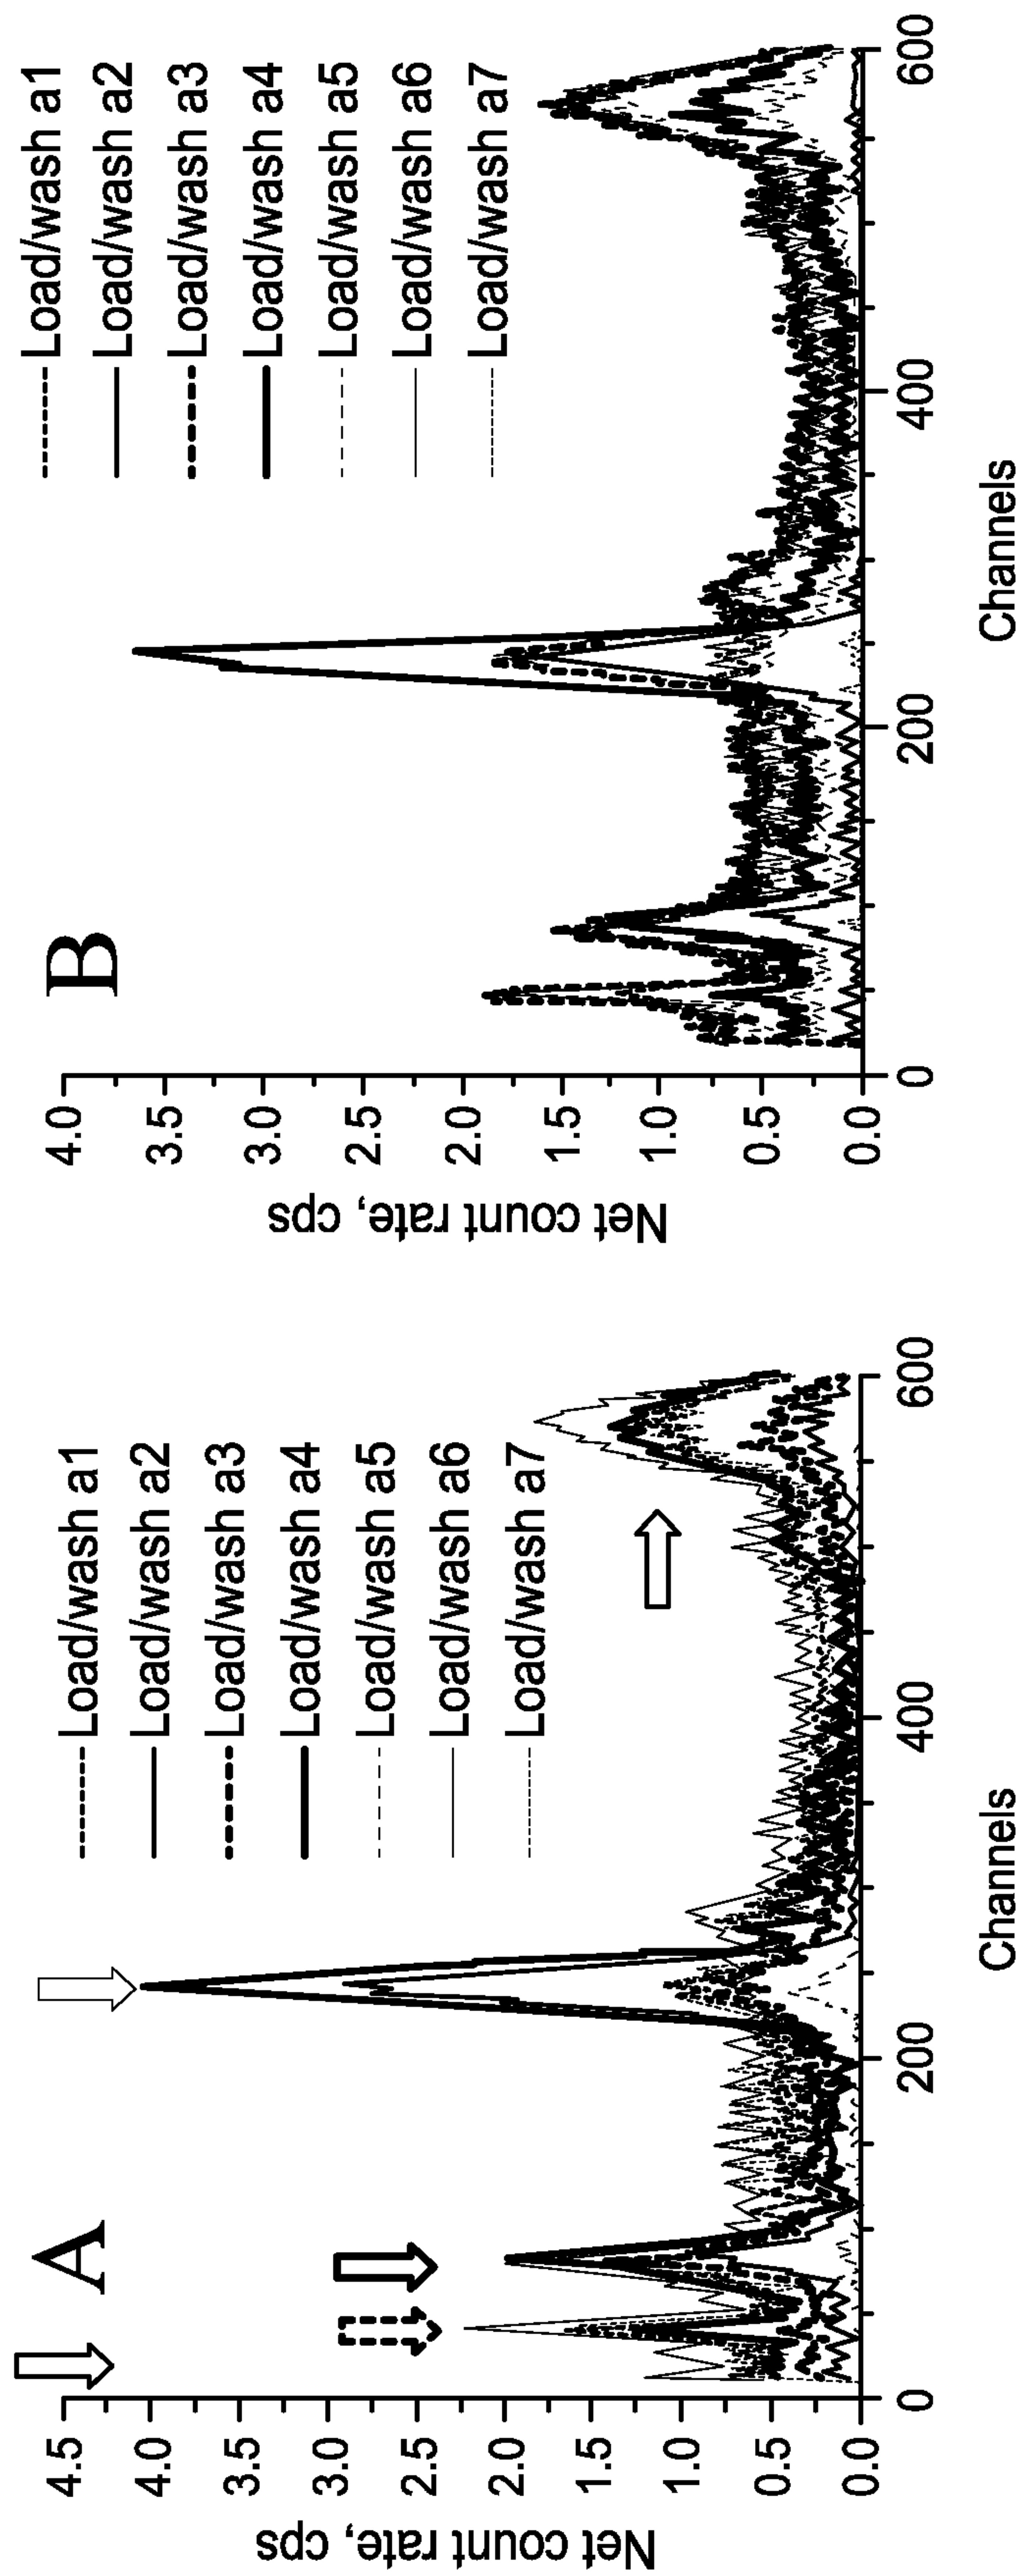 A
Net count rate, cps
4.5
4.0
3.5
3.0
2.5
2.0
1.5
1.0
0.5
0.0
0
200
400
600
Channels
Load/wash a1
Load/wash a2
Load/wash a3
Load/wash a4
Load/wash a5
Load/wash a6
Load/wash a7
B
Net count rate, cps
4.0
3.5
3.0
2.5
2.0
1.5
1.0
0.5
0.0
0
200
400
600
Channels
Load/wash a1
Load/wash a2
Load/wash a3
Load/wash a4
Load/wash a5
Load/wash a6
Load/wash a7